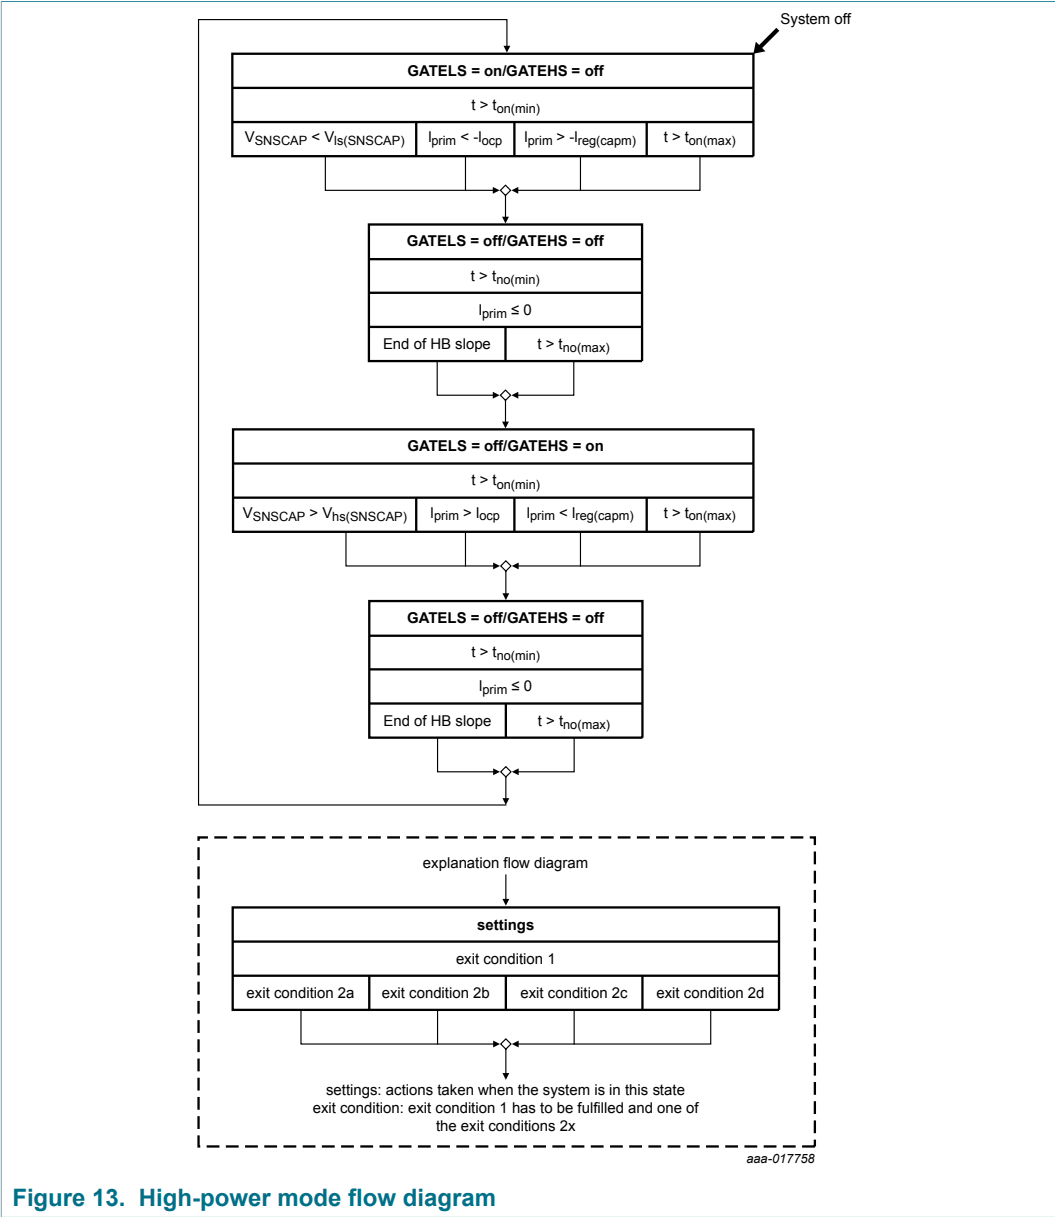 System off
GATELS = on/GATEHS = off
t > ton(min)
VSNSCAP < Vls(SNSCAP) Iprim < -Iocp Iprim > -Ireg(capm) t > ton(max)
GATELS = off/GATEHS = off
t > tno(min)
Iprim ≤ 0
End of HB slope t > tno(max)
GATELS = off/GATEHS = on
t > ton(min)
VSNSCAP > Vhs(SNSCAP) Iprim > Iocp Iprim < Ireg(capm) t > ton(max)
GATELS = off/GATEHS = off
t > tno(min)
Iprim ≤ 0
End of HB slope t > tno(max)
explanation flow diagram
settings
exit condition 1
exit condition 2a exit condition 2b exit condition 2c exit condition 2d
settings: actions taken when the system is in this state
exit condition: exit condition 1 has to be fulfilled and one of
the exit conditions 2x
aaa-017758
Figure 13. High-power mode flow diagram